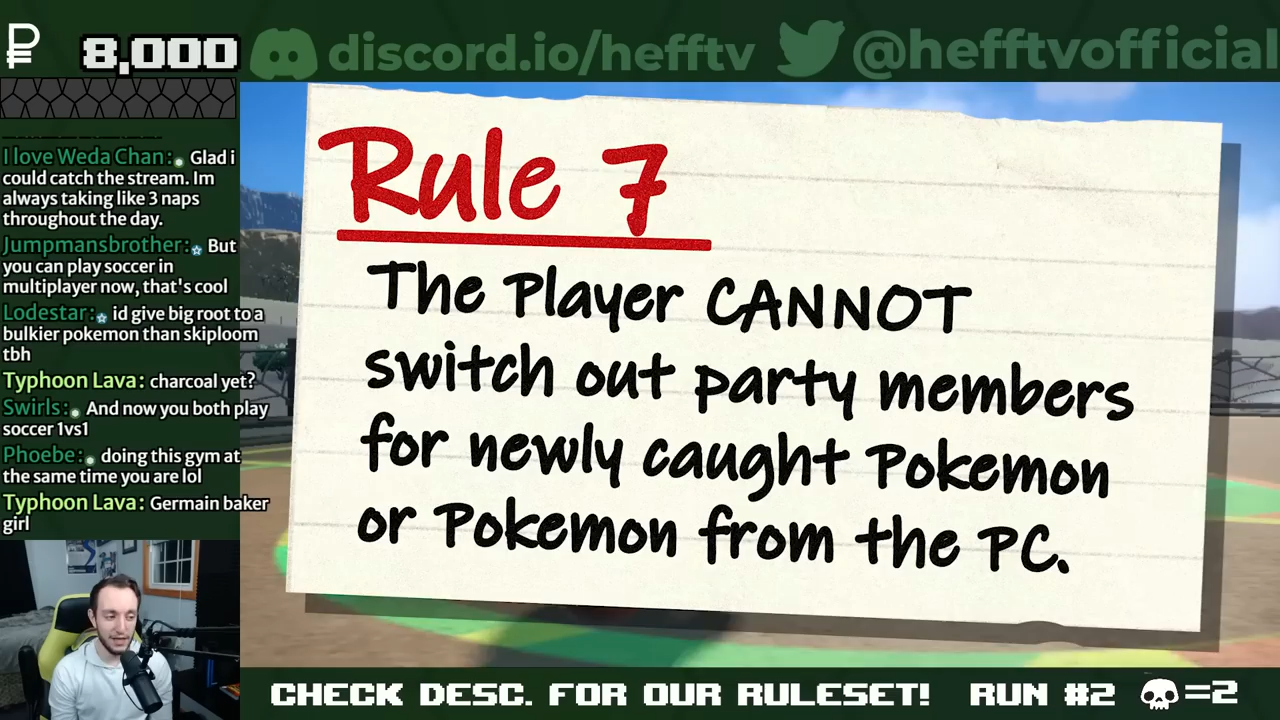 8,000
discord.io/hefftv @hefftvofficial
I love Weda Chan: Glad i
could catch the stream. Im
always taking like 3 naps
throughout the day.
Jumpmansbrother: But
you can play soccer in
multiplayer now, that's cool
Lodestar: id give big root to a
bulkier pokemon than skiploom
tbh
Typhoon Lava: charcoal yet?
Swirls: And now you both play
soccer 1vs1
Phoebe: doing this gym at
the same time you are lol
Typhoon Lava: Germain baker
girl
Rule 7
The Player CANNOT
switch out party members
for newly caught Pokemon
or Pokemon from the PC.
CHECK DESC. FOR OUR RULESET! RUN #2 =2